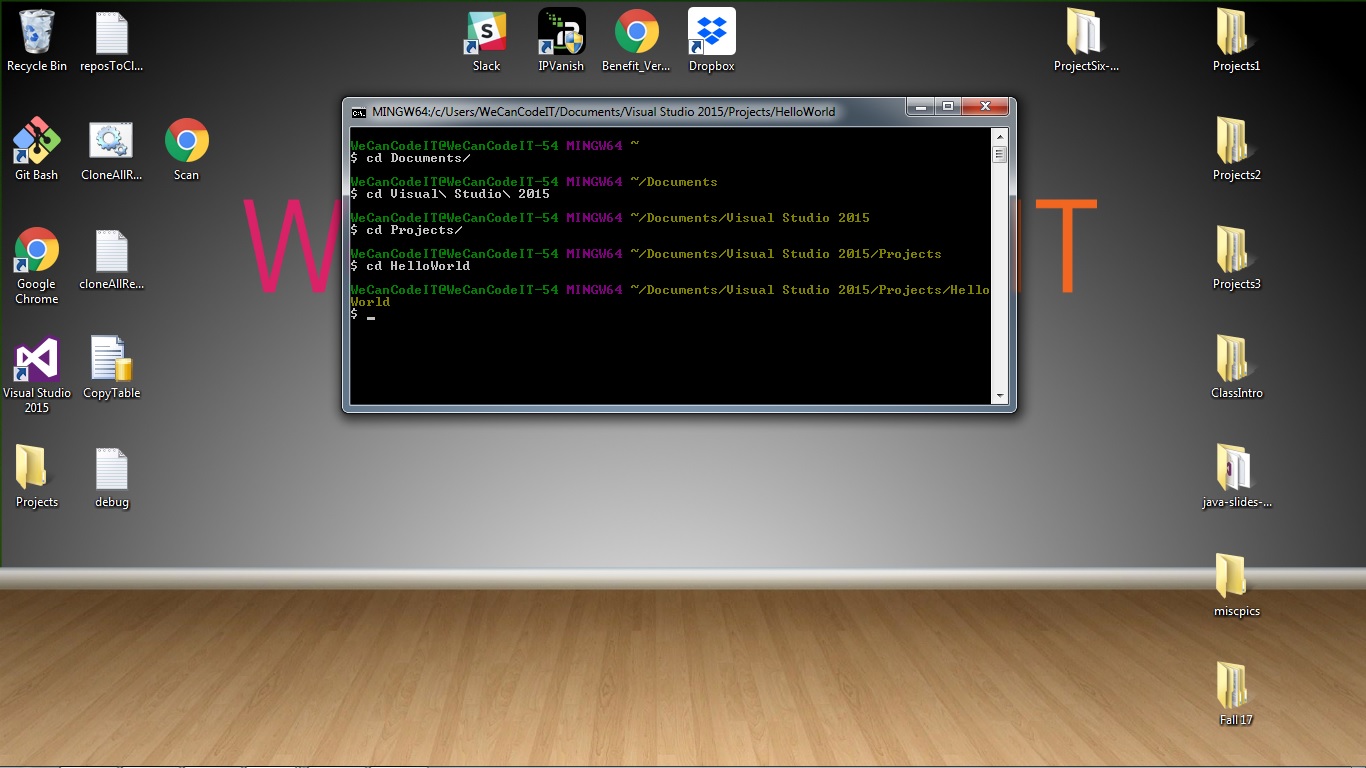 Recycle Bin
reposToCl...
Slack
IPVanish
Benefit_Ver...
Dropbox
ProjectSix-...
Projects1
Git Bash
CloneAllR...
Scan
Projects2
Google
Chrome
cloneAllRe...
Projects3
Visual Studio
2015
CopyTable
ClassIntro
Projects
debug
java-slides-...
miscpics
Fall 17
W
IT
MINGW64:/c/Users/WeCanCodeIT/Documents/Visual Studio 2015/Projects/HelloWorld
WeCanCodeIT@WeCanCodeIT-54 MINGW64 ~
$ cd Documents/
WeCanCodeIT@WeCanCodeIT-54 MINGW64 ~/Documents
$ cd Visual\ Studio\ 2015
WeCanCodeIT@WeCanCodeIT-54 MINGW64 ~/Documents/Visual Studio 2015
$ cd Projects/
WeCanCodeIT@WeCanCodeIT-54 MINGW64 ~/Documents/Visual Studio 2015/Projects
$ cd HelloWorld
WeCanCodeIT@WeCanCodeIT-54 MINGW64 ~/Documents/Visual Studio 2015/Projects/Hello
World
$ _